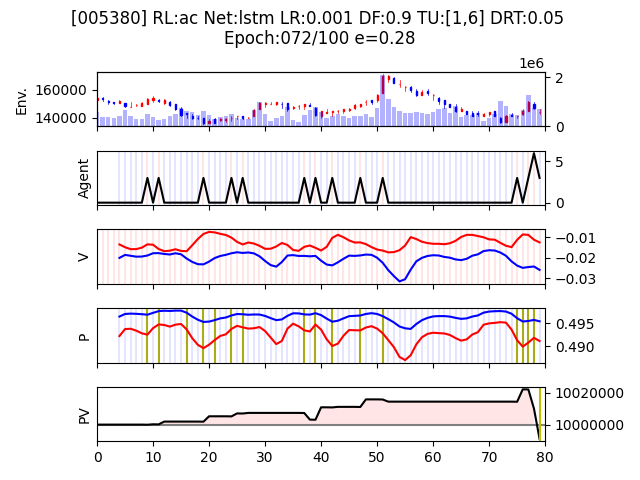 [005380] RL:ac Net:lstm LR:0.001 DF:0.9 TU:[1,6] DRT:0.05
Epoch:072/100 e=0.28
1e6
Env.
160000
140000
2
0
Agent
5
0
V
−0.01
−0.02
−0.03
P
0.495
0.490
PV
10020000
10000000
0 10 20 30 40 50 60 70 80